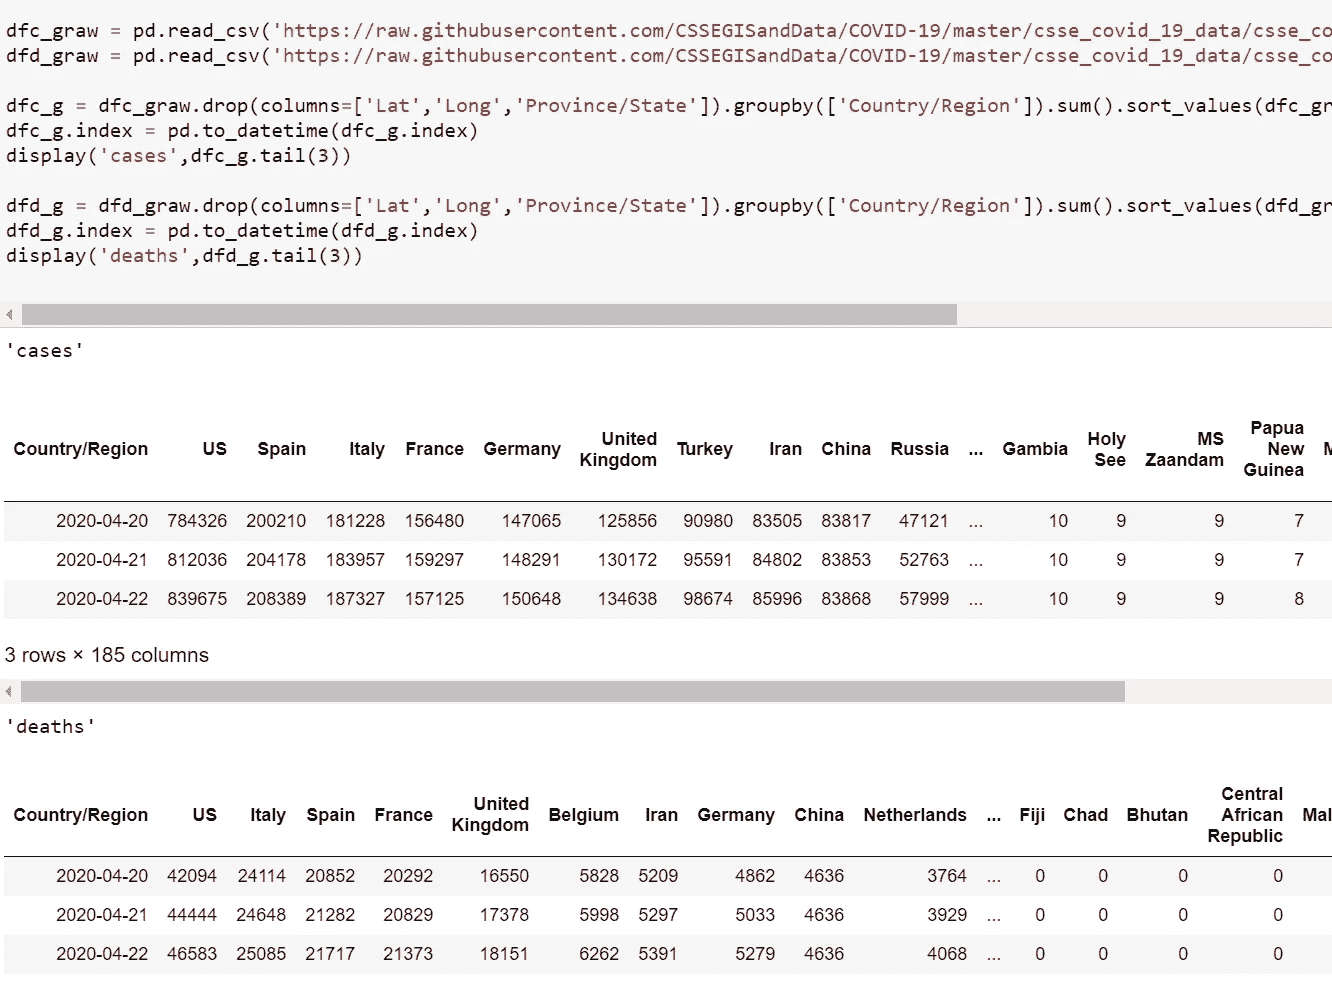 dfc_graw = pd.read_csv('https://raw.githubusercontent.com/CSSEGISandData/COVID-19/master/csse_covid_19_data/csse_co
dfd_graw = pd.read_csv('https://raw.githubusercontent.com/CSSEGISandData/COVID-19/master/csse_covid_19_data/csse_co
dfc_g = dfc_graw.drop(columns=['Lat','Long','Province/State']).groupby(['Country/Region']).sum().sort_values(dfc_gr
dfc_g.index = pd.to_datetime(dfc_g.index)
display('cases',dfc_g.tail(3))
dfd_g = dfd_graw.drop(columns=['Lat','Long','Province/State']).groupby(['Country/Region']).sum().sort_values(dfd_gr
dfd_g.index = pd.to_datetime(dfd_g.index)
display('deaths',dfd_g.tail(3))
'cases'
Country/Region US Spain Italy France Germany United Kingdom Turkey Iran China Russia ... Gambia Holy See MS Zaandam Papua New Guinea M
2020-04-20 784326 200210 181228 156480 147065 125856 90980 83505 83817 47121 ... 10 9 9 7
2020-04-21 812036 204178 183957 159297 148291 130172 95591 84802 83853 52763 ... 10 9 9 7
2020-04-22 839675 208389 187327 157125 150648 134638 98674 85996 83868 57999 ... 10 9 9 8
3 rows × 185 columns
'deaths'
Country/Region US Italy Spain France United Kingdom Belgium Iran Germany China Netherlands ... Fiji Chad Bhutan Central African Republic Mal
2020-04-20 42094 24114 20852 20292 16550 5828 5209 4862 4636 3764 ... 0 0 0 0
2020-04-21 44444 24648 21282 20829 17378 5998 5297 5033 4636 3929 ... 0 0 0 0
2020-04-22 46583 25085 21717 21373 18151 6262 5391 5279 4636 4068 ... 0 0 0 0